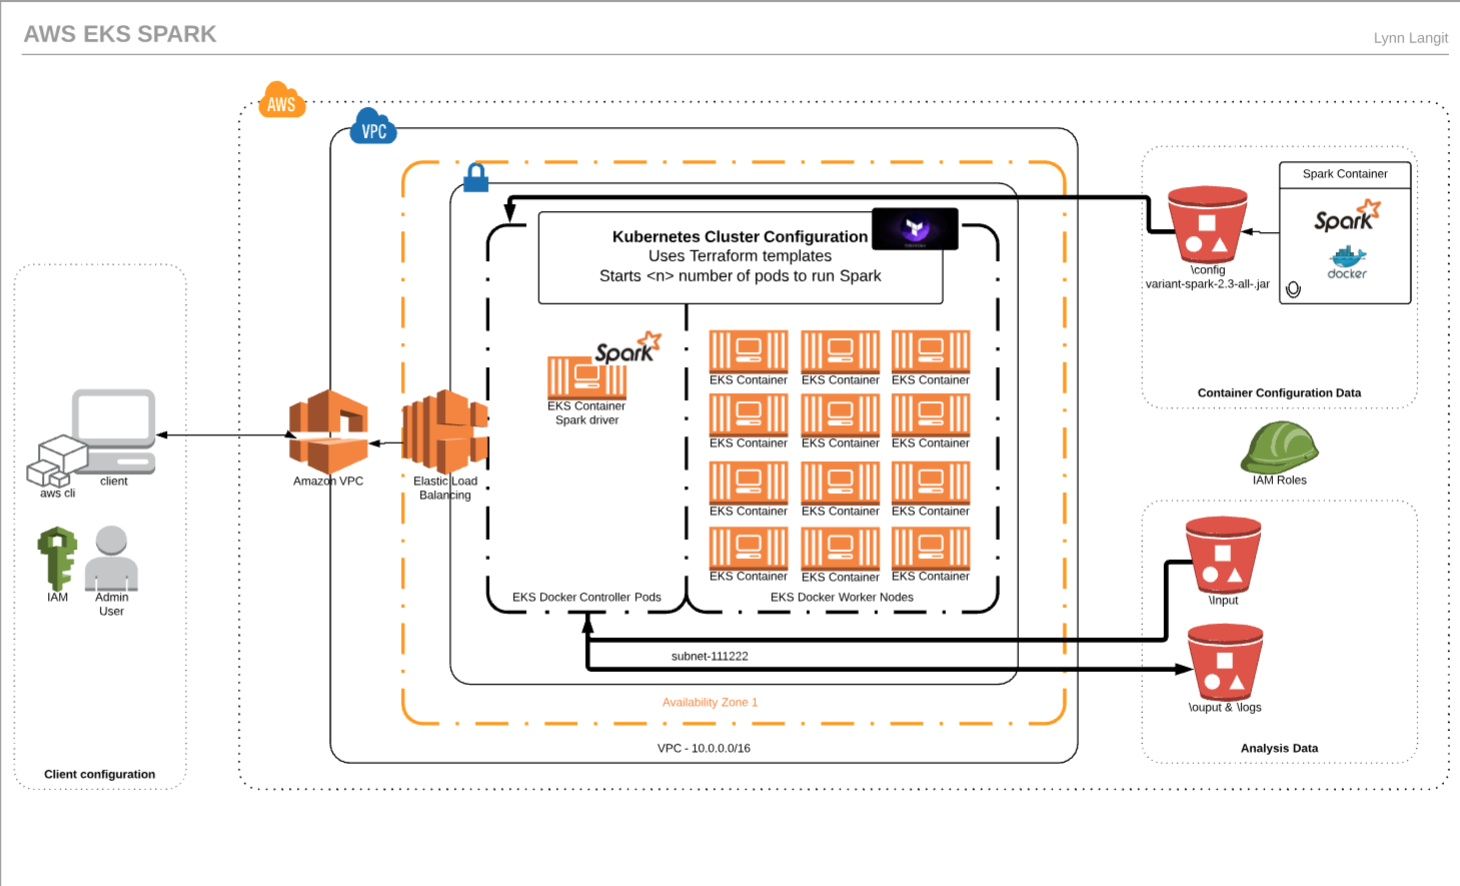 AWS EKS SPARK
Lynn Langit
AWS
VPC
Spark Container
Spark
docker
\config
variant-spark-2.3-all-.jar
Container Configuration Data
Kubernetes Cluster Configuration
Uses Terraform templates
Starts <n> number of pods to run Spark
Spark
EKS Container
Spark driver
EKS Container
EKS Container
EKS Container
EKS Container
EKS Container
EKS Container
EKS Container
EKS Container
EKS Container
EKS Container
EKS Container
EKS Container
EKS Docker Controller Pods
EKS Docker Worker Nodes
client
aws cli
IAM
Admin
User
Client configuration
Amazon VPC
Elastic Load
Balancing
IAM Roles
\Input
\ouput & \logs
Analysis Data
subnet-111222
Availability Zone 1
VPC - 10.0.0.0/16